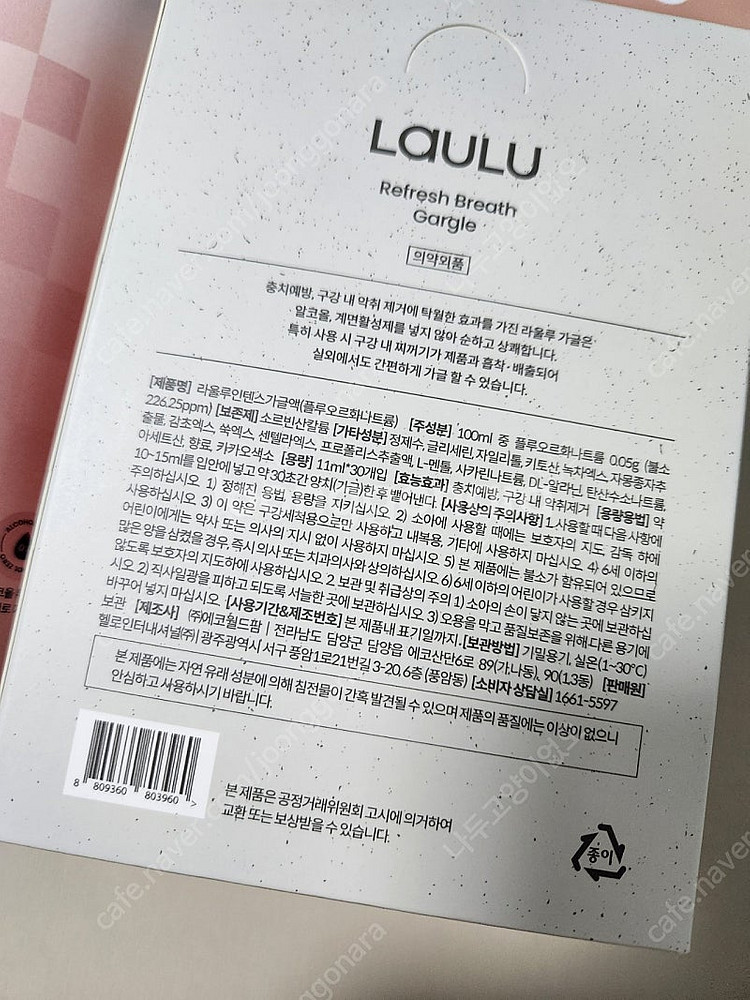 LAULU
Refresh Breath
Gargle
의약외품
충치예방, 구강 내 악취 제거에 탁월한 효과를 가진 라울루 가글은
알코올, 계면활성제를 넣지 않아 순하고 상쾌합니다.
특히 사용 시 구강 내 찌꺼기가 제품과 흡착·배출되어
실외에서도 간편하게 가글 할 수 있습니다.
[제품명] 라울루인텐스가글액(플루오르화나트륨) [주성분] 100ml 중 플루오르화나트륨 0.05g (불소
226.25ppm) [보존제] 소르빈산칼륨 [기타성분] 정제수, 글리세린, 자일리톨, 키토산, 녹차엑스, 자몽종자추
출물, 감초엑스, 쑥엑스, 센텔라엑스, 프로폴리스추출액, L-멘톨, 사카린나트륨, DL-알라닌, 탄산수소나트륨,
아세트산, 향료, 카카오색소 [용량] 11ml*30개입 [효능효과] 충치예방, 구강 내 악취제거 [용량용법] 약
10~15ml를 입안에 넣고 약 30초간 양치(가글)한 후 뱉어낸다. [사용상의 주의사항] 1.사용할 때 다음 사항에
주의하십시오 1) 정해진 용법, 용량을 지키십시오 2) 소아에 사용할 때에는 보호자의 지도, 감독 하에
사용하십시오 3) 이 약은 구강세척용으로만 사용하고 내복용, 기타에 사용하지 마십시오 4) 6세 이하의
어린이에게는 약사 또는 의사의 지시 없이 사용하지 마십시오 5) 본 제품에는 불소가 함유되어 있으므로
많은 양을 삼켰을 경우, 즉시 의사 또는 치과의사와 상의하십시오 6) 6세 이하의 어린이가 사용할 경우 삼키지
않도록 보호자의 지도하에 사용하십시오 2. 보관 및 취급상의 주의 1) 소아의 손이 닿지 않는 곳에 보관하십
시오 2) 직사일광을 피하고 되도록 서늘한 곳에 보관하십시오 3) 오용을 막고 품질보존을 위해 다른 용기에
바꾸어 넣지 마십시오. [사용기간&제조번호] 본 제품 내 표기일까지. [보관방법] 기밀용기, 실온(1~30℃)
보관 [제조사] ㈜에코월드팜 | 전라남도 담양군 담양읍 에코산단6로 89(가,나동), 90(1,3동) [판매원]
헬로인터내셔널㈜ | 광주광역시 서구 풍암1로21번길 3-20, 6층 (풍암동) [소비자 상담실] 1661-5597
본 제품에는 자연 유래 성분에 의해 침전물이 간혹 발견될 수 있으며 제품의 품질에는 이상이 없으니
안심하고 사용하시기 바랍니다.
8 809360 803960 >
본 제품은 공정거래위원회 고시에 의거하여
교환 또는 보상받을 수 있습니다.
종이
cafe.naver.com/joonggonara
나두고양이있오